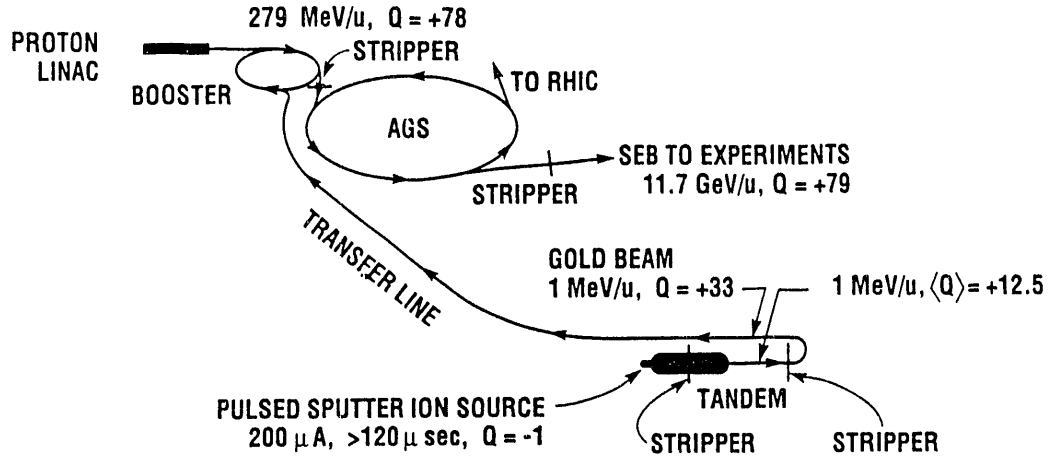 279 MeV/u, Q = +78
PROTON
LINAC
STRIPPER
BOOSTER
TO RHIC
AGS
SEB TO EXPERIMENTS
11.7 GeV/u, Q = +79
STRIPPER
TRANSFER LINE
GOLD BEAM
1 MeV/u, Q = +33
1 MeV/u, ⟨Q⟩ = +12.5
TANDEM
PULSED SPUTTER ION SOURCE
200 μA, >120 μ sec, Q = -1
STRIPPER
STRIPPER